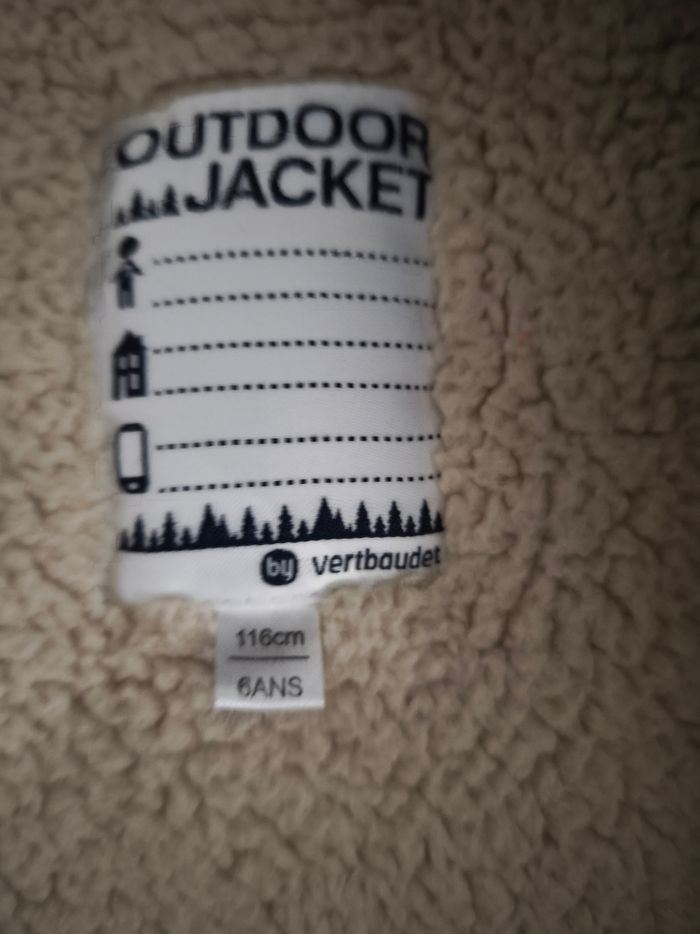 OUTDOOR
JACKET
by vertbaudet
116cm
6ANS